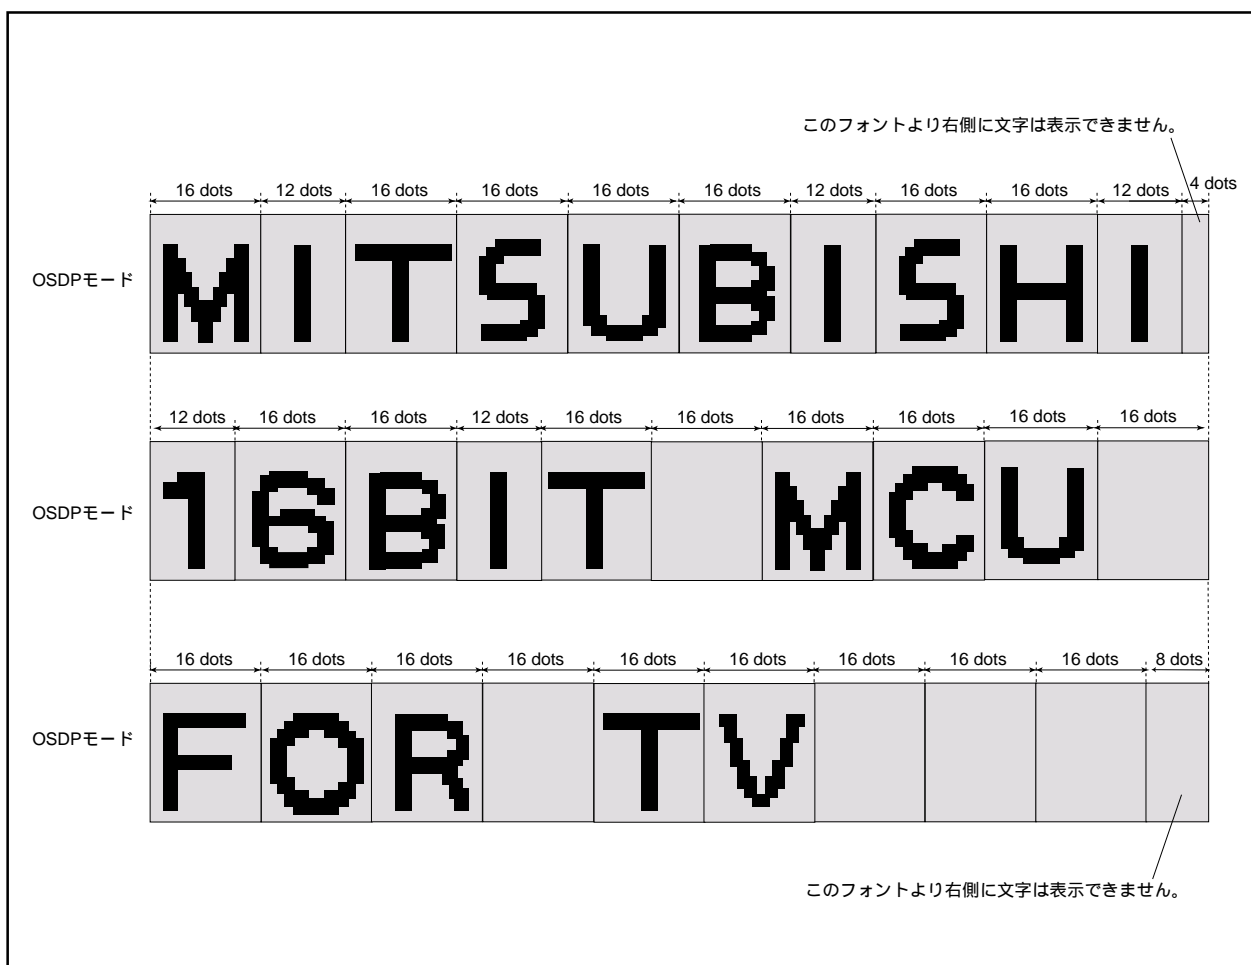 このフォントより右側に文字は表示できません。
16 dots 12 dots 16 dots 16 dots 16 dots 16 dots 12 dots 16 dots 16 dots 12 dots 4 dots
OSDPモード MITSUBISHI
12 dots 16 dots 16 dots 12 dots 16 dots 16 dots 16 dots 16 dots 16 dots 16 dots
OSDPモード 16BIT MCU
16 dots 16 dots 16 dots 16 dots 16 dots 16 dots 16 dots 16 dots 16 dots 8 dots
OSDPモード FOR TV
このフォントより右側に文字は表示できません。